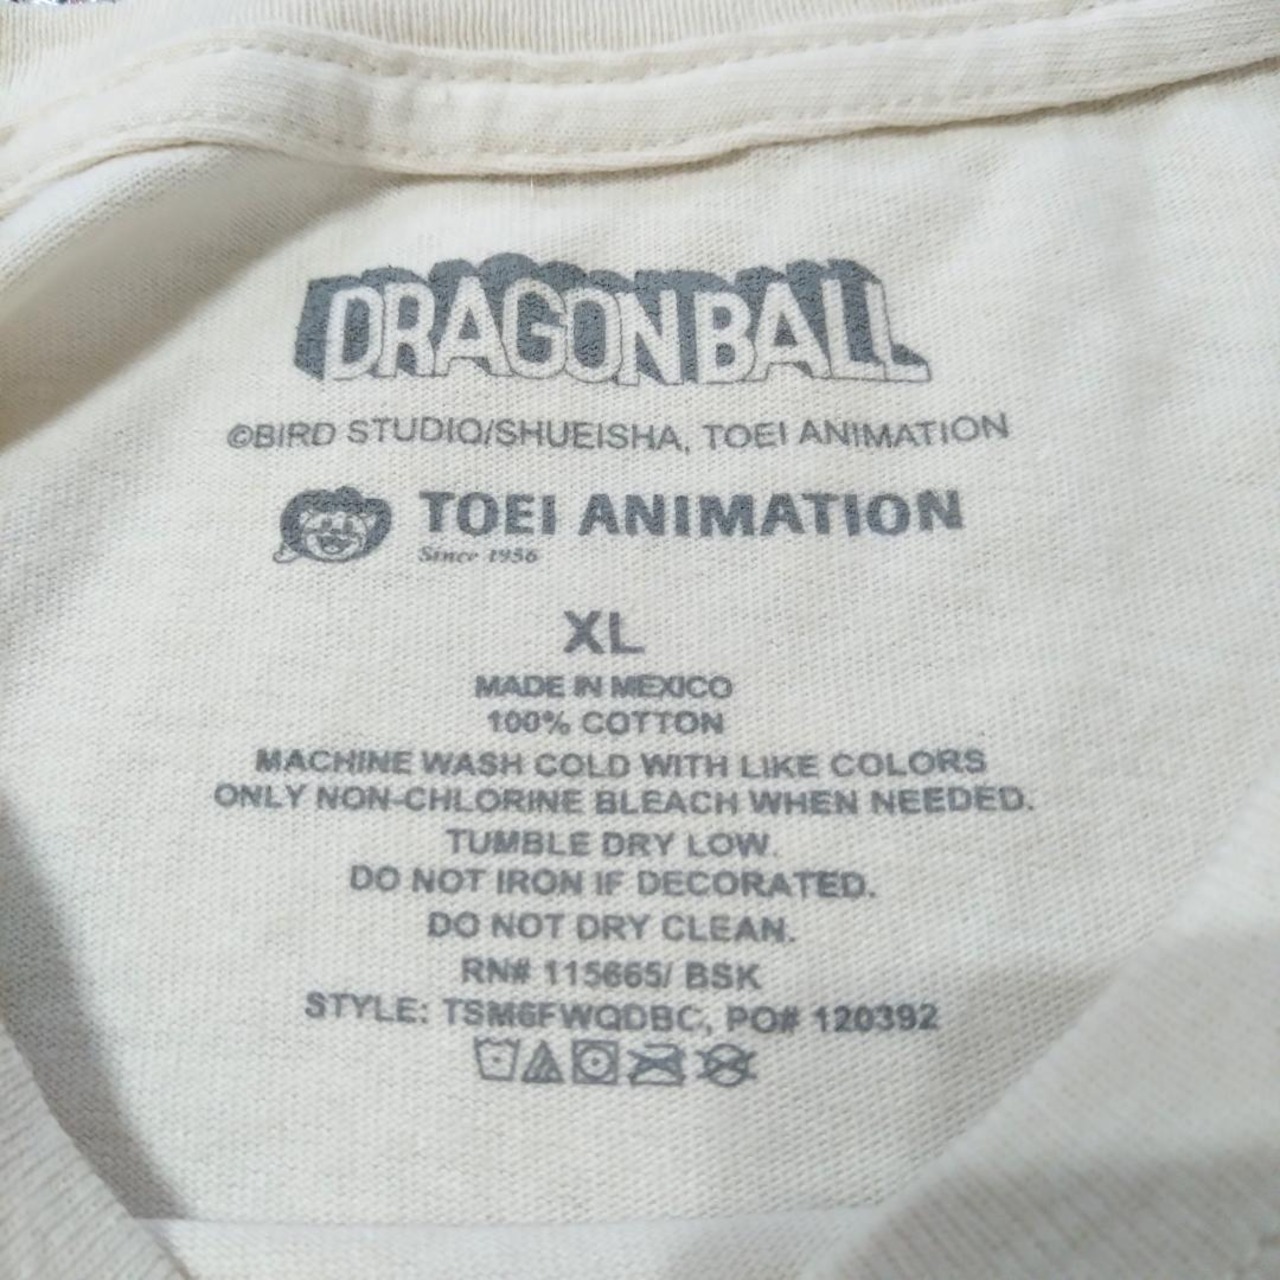 DRAGON BALL
©BIRD STUDIO/SHUEISHA, TOEI ANIMATION
TOEI ANIMATION
Since 1956
XL
MADE IN MEXICO
100% COTTON
MACHINE WASH COLD WITH LIKE COLORS
ONLY NON-CHLORINE BLEACH WHEN NEEDED.
TUMBLE DRY LOW.
DO NOT IRON IF DECORATED.
DO NOT DRY CLEAN.
RN# 115665/ BSK
STYLE: TSM6FWQDBC, PO# 120392